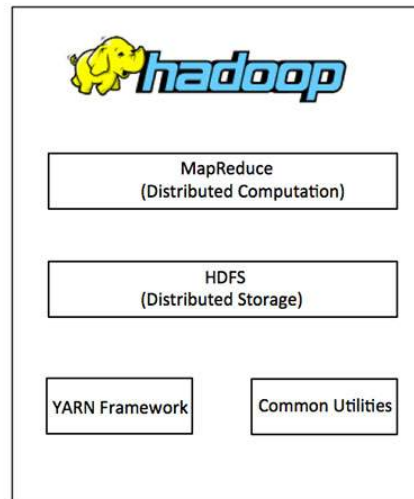 hadoop
MapReduce
(Distributed Computation)
HDFS
(Distributed Storage)
YARN Framework
Common Utilities